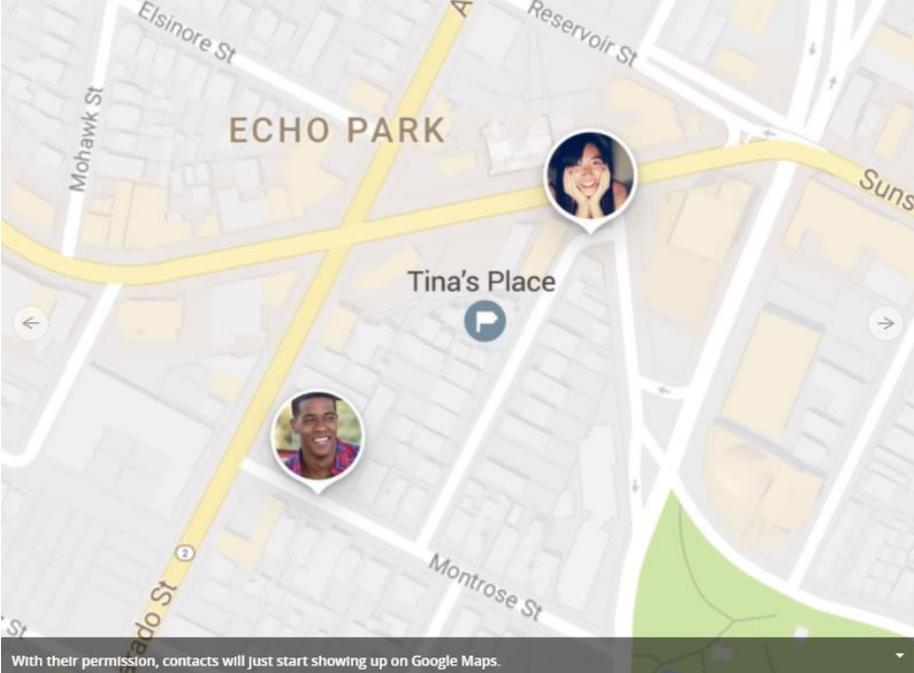 A
Elsinore St
Reservoir St
Mohawk St
ECHO PARK
Suns
Tina's Place
2
Montrose St
rado St
St
With their permission, contacts will just start showing up on Google Maps.